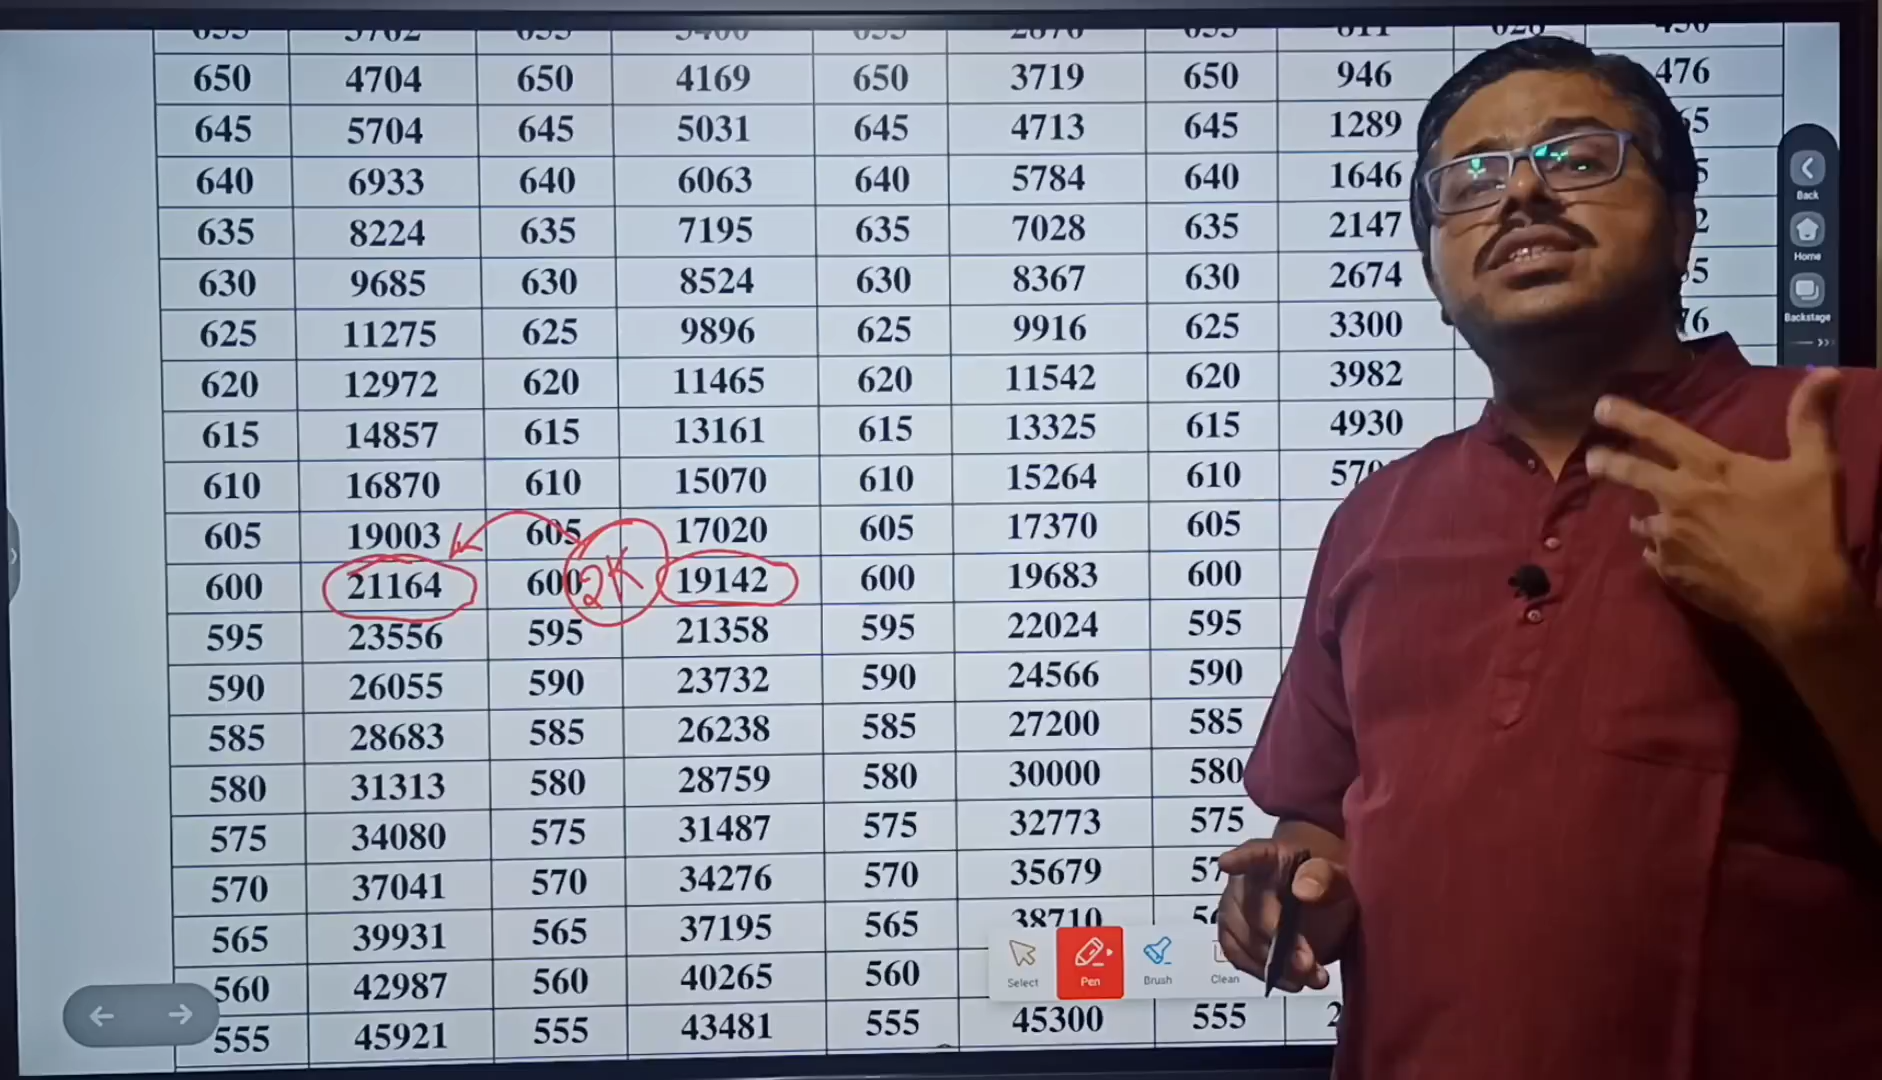 650 4704 650 4169 650 3719 650 946 476
645 5704 645 5031 645 4713 645 1289
640 6933 640 6063 640 5784 640 1646
Back
635 8224 635 7195 635 7028 635 2147
Home
630 9685 630 8524 630 8367 630 2674
Backstage
625 11275 625 9896 625 9916 625 3300
620 12972 620 11465 620 11542 620 3982
615 14857 615 13161 615 13325 615 4930
610 16870 610 15070 610 15264 610
605 19003 605 17020 605 17370 605
600 21164 600 2K 19142 600 19683 600
595 23556 595 21358 595 22024 595
590 26055 590 23732 590 24566 590
585 28683 585 26238 585 27200 585
580 31313 580 28759 580 30000 580
575 34080 575 31487 575 32773 575
570 37041 570 34276 570 35679
565 39931 565 37195 565 38710
560 42987 560 40265 560
Select Pen Brush Clean
555 45921 555 43481 555 45300 555